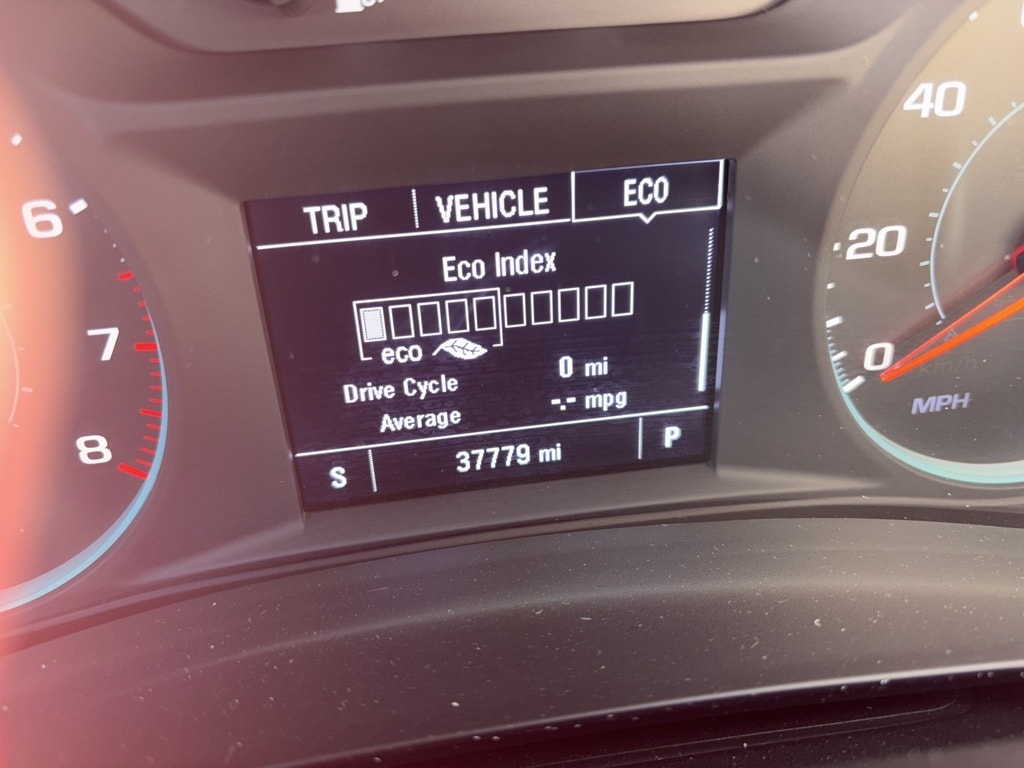 TRIP VEHICLE ECO
Eco Index
eco
Drive Cycle 0 mi
Average -.- mpg
S 37779 mi P
6
7
8
40
20
0
km/h
MPH